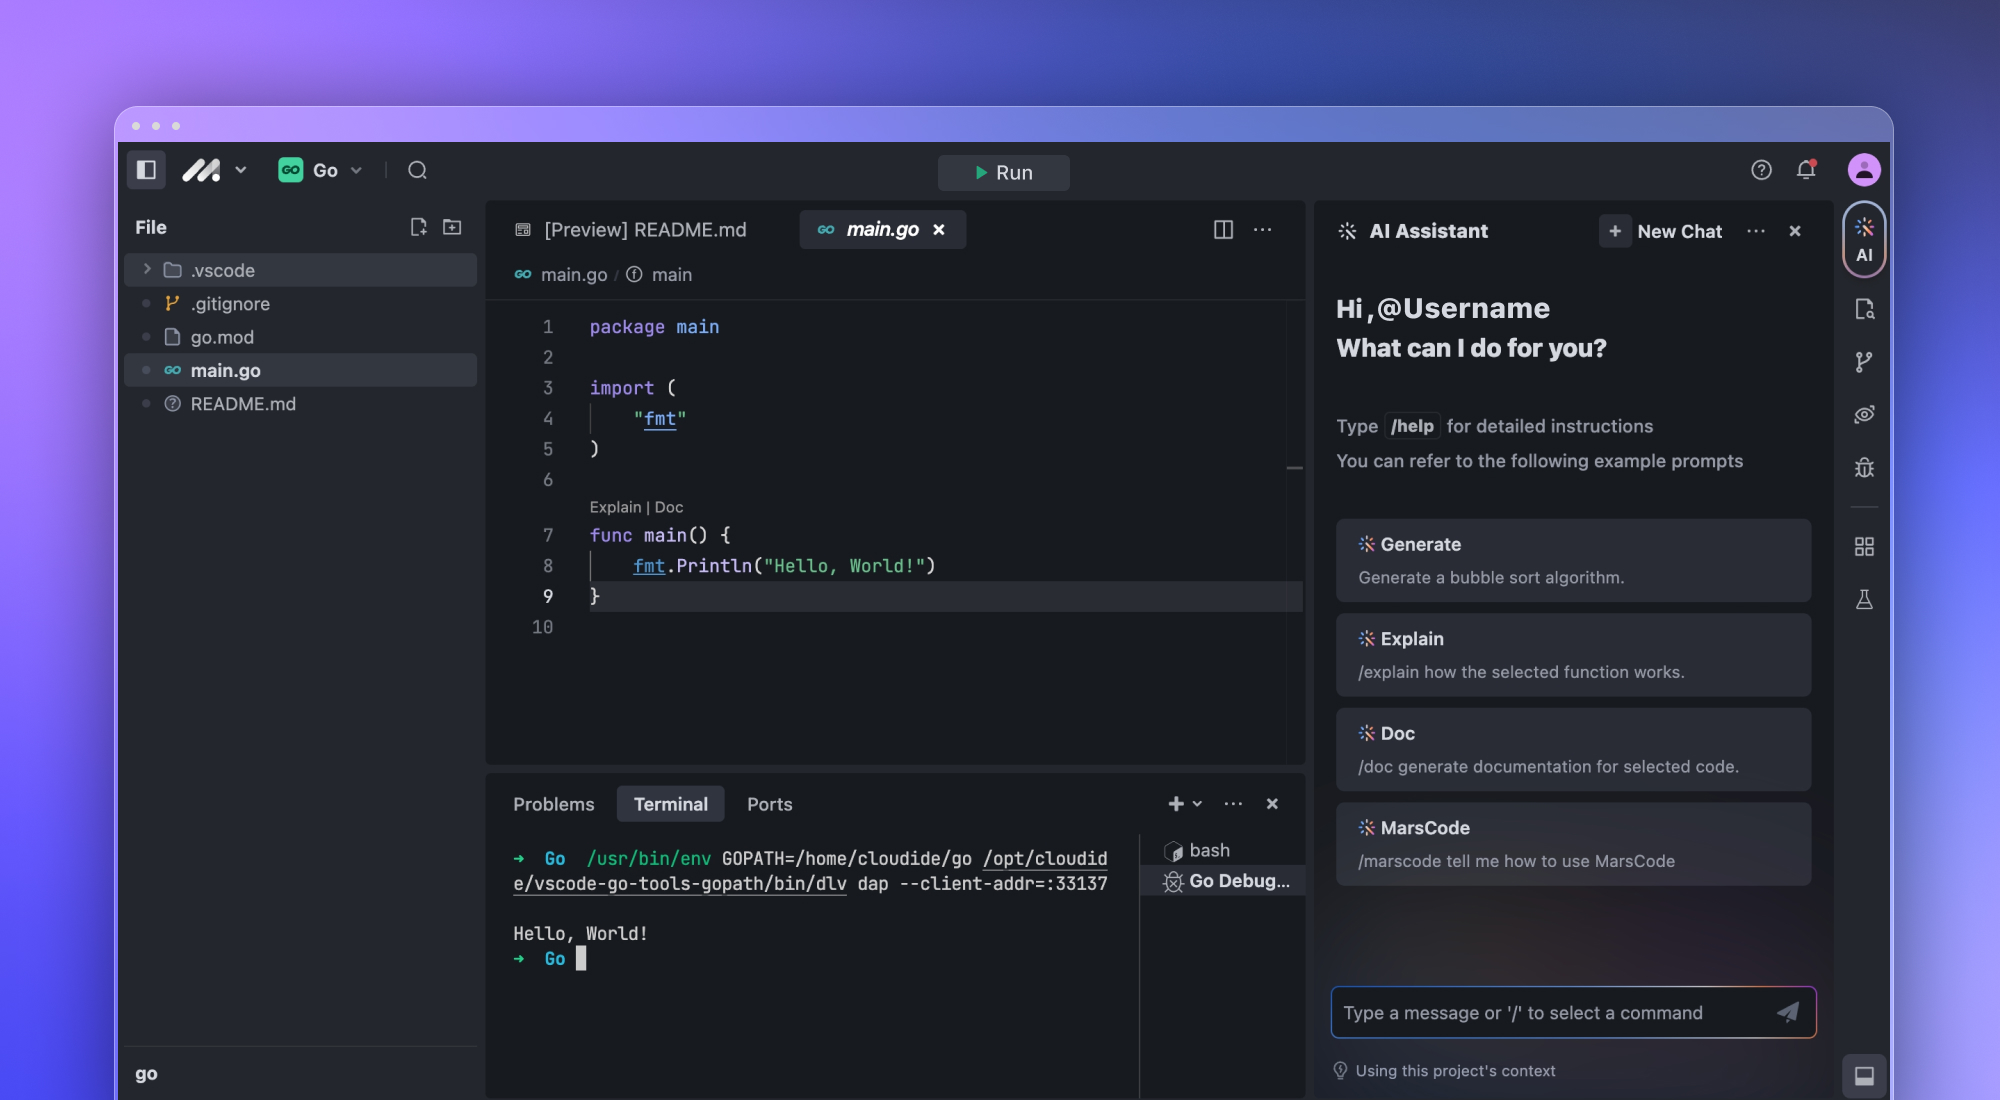 GO Go
Run
File
.vscode
.gitignore
go.mod
GO main.go
README.md
go
[Preview] README.md
GO main.go
GO main.go / f main
1 package main
2
3 import (
4 "fmt"
5 )
6
Explain | Doc
7 func main() {
8 fmt.Println("Hello, World!")
9 }
10
Problems Terminal Ports
→ Go /usr/bin/env GOPATH=/home/cloudide/go /opt/cloudid
e/vscode-go-tools-gopath/bin/dlv dap --client-addr=:33137
Hello, World!
→ Go
bash
Go Debug...
AI Assistant
+ New Chat
Hi,@Username
What can I do for you?
Type /help for detailed instructions
You can refer to the following example prompts
Generate
Generate a bubble sort algorithm.
Explain
/explain how the selected function works.
Doc
/doc generate documentation for selected code.
MarsCode
/marscode tell me how to use MarsCode
Type a message or '/' to select a command
Using this project's context
AI